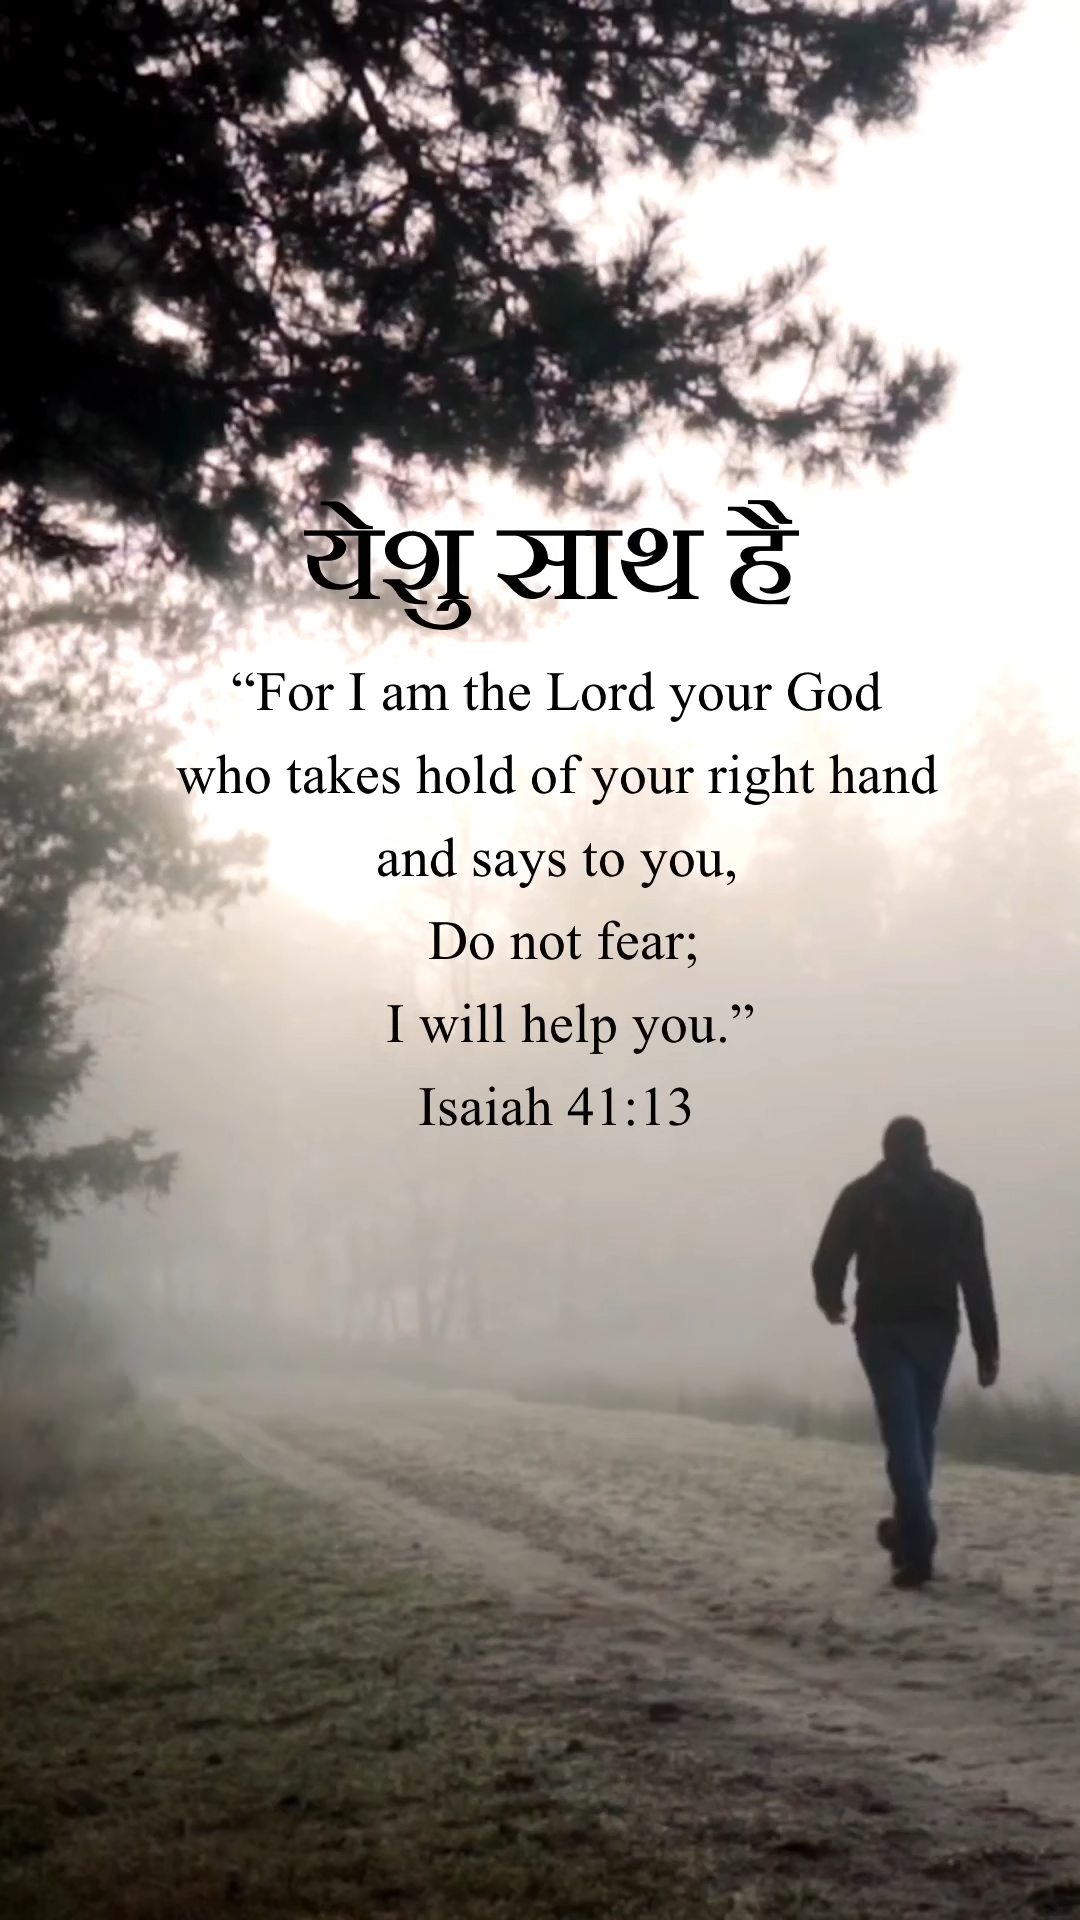 येशु साथ है
“For I am the Lord your God
who takes hold of your right hand
and says to you,
Do not fear;
I will help you.”
Isaiah 41:13